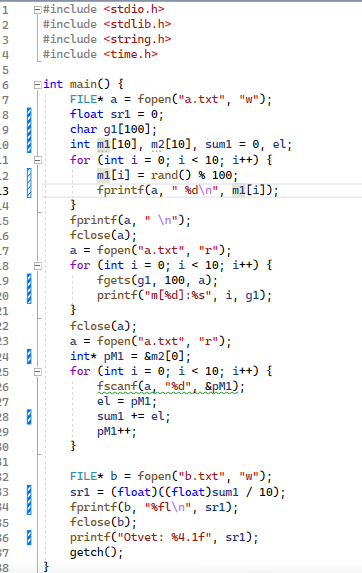 1 #include <stdio.h>
2 #include <stdlib.h>
3 #include <string.h>
4 #include <time.h>
5
6 int main() {
7 FILE* a = fopen("a.txt", "w");
8 float sr1 = 0;
9 char g1[100];
10 int m1[10], m2[10], sum1 = 0, el;
11 for (int i = 0; i < 10; i++) {
12 m1[i] = rand() % 100;
13 fprintf(a, " %d\n", m1[i]);
14 }
15 fprintf(a, " \n");
16 fclose(a);
17 a = fopen("a.txt", "r");
18 for (int i = 0; i < 10; i++) {
19 fgets(g1, 100, a);
20 printf("m[%d]:%s", i, g1);
21 }
22 fclose(a);
23 a = fopen("a.txt", "r");
24 int* pM1 = &m2[0];
25 for (int i = 0; i < 10; i++) {
26 fscanf(a, "%d", &pM1);
27 el = pM1;
28 sum1 += el;
29 pM1++;
30 }
31
32 FILE* b = fopen("b.txt", "w");
33 sr1 = (float)((float)sum1 / 10);
34 fprintf(b, "%fl\n", sr1);
35 fclose(b);
36 printf("Otvet: %4.1f", sr1);
37 getch();
38 }